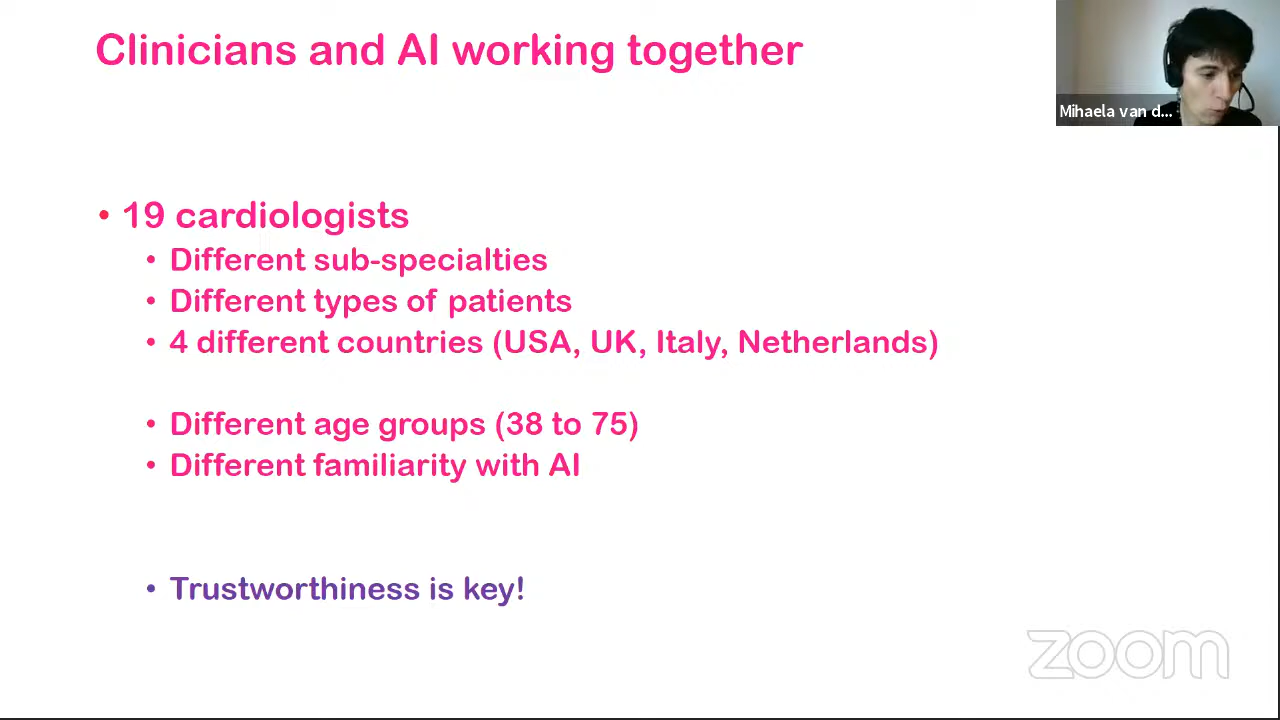 Clinicians and AI working together
Mihaela van d...
• 19 cardiologists
• Different sub-specialties
• Different types of patients
• 4 different countries (USA, UK, Italy, Netherlands)
• Different age groups (38 to 75)
• Different familiarity with AI
• Trustworthiness is key!
zoom